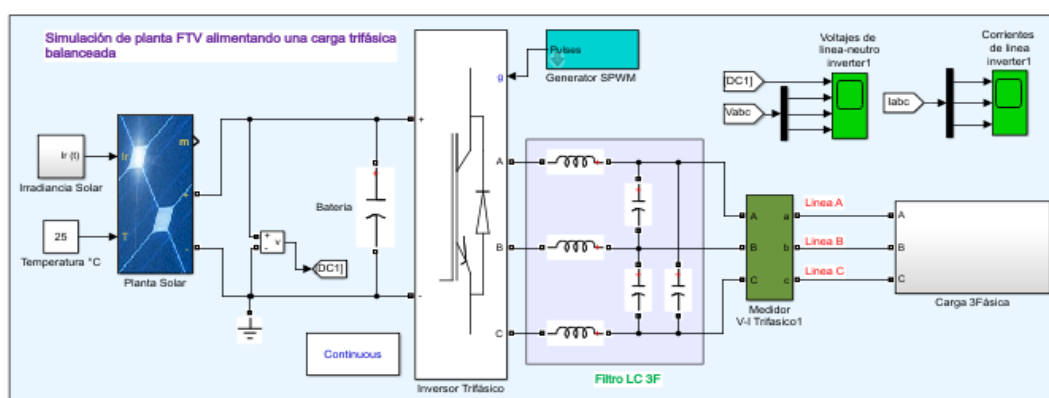 Simulación de planta FTV alimentando una carga trifásica
balanceada
Ir (t)
Irradiancia Solar
25
Temperatura °C
Ir
T
m
+
-
Planta Solar
+
-
v
[DC1]
Bateria
Continuous
+
-
g
A
B
C
Inversor Trifásico
Pulses
Generator SPWM
Filtro LC 3F
[DC1]
Vabc
Voltajes de
linea-neutro
inverter1
Iabc
Corrientes
de linea
inverter1
A
B
C
a
b
c
Medidor
V-I Trifasico1
Linea A
Linea B
Linea C
A
B
C
Carga 3Fásica